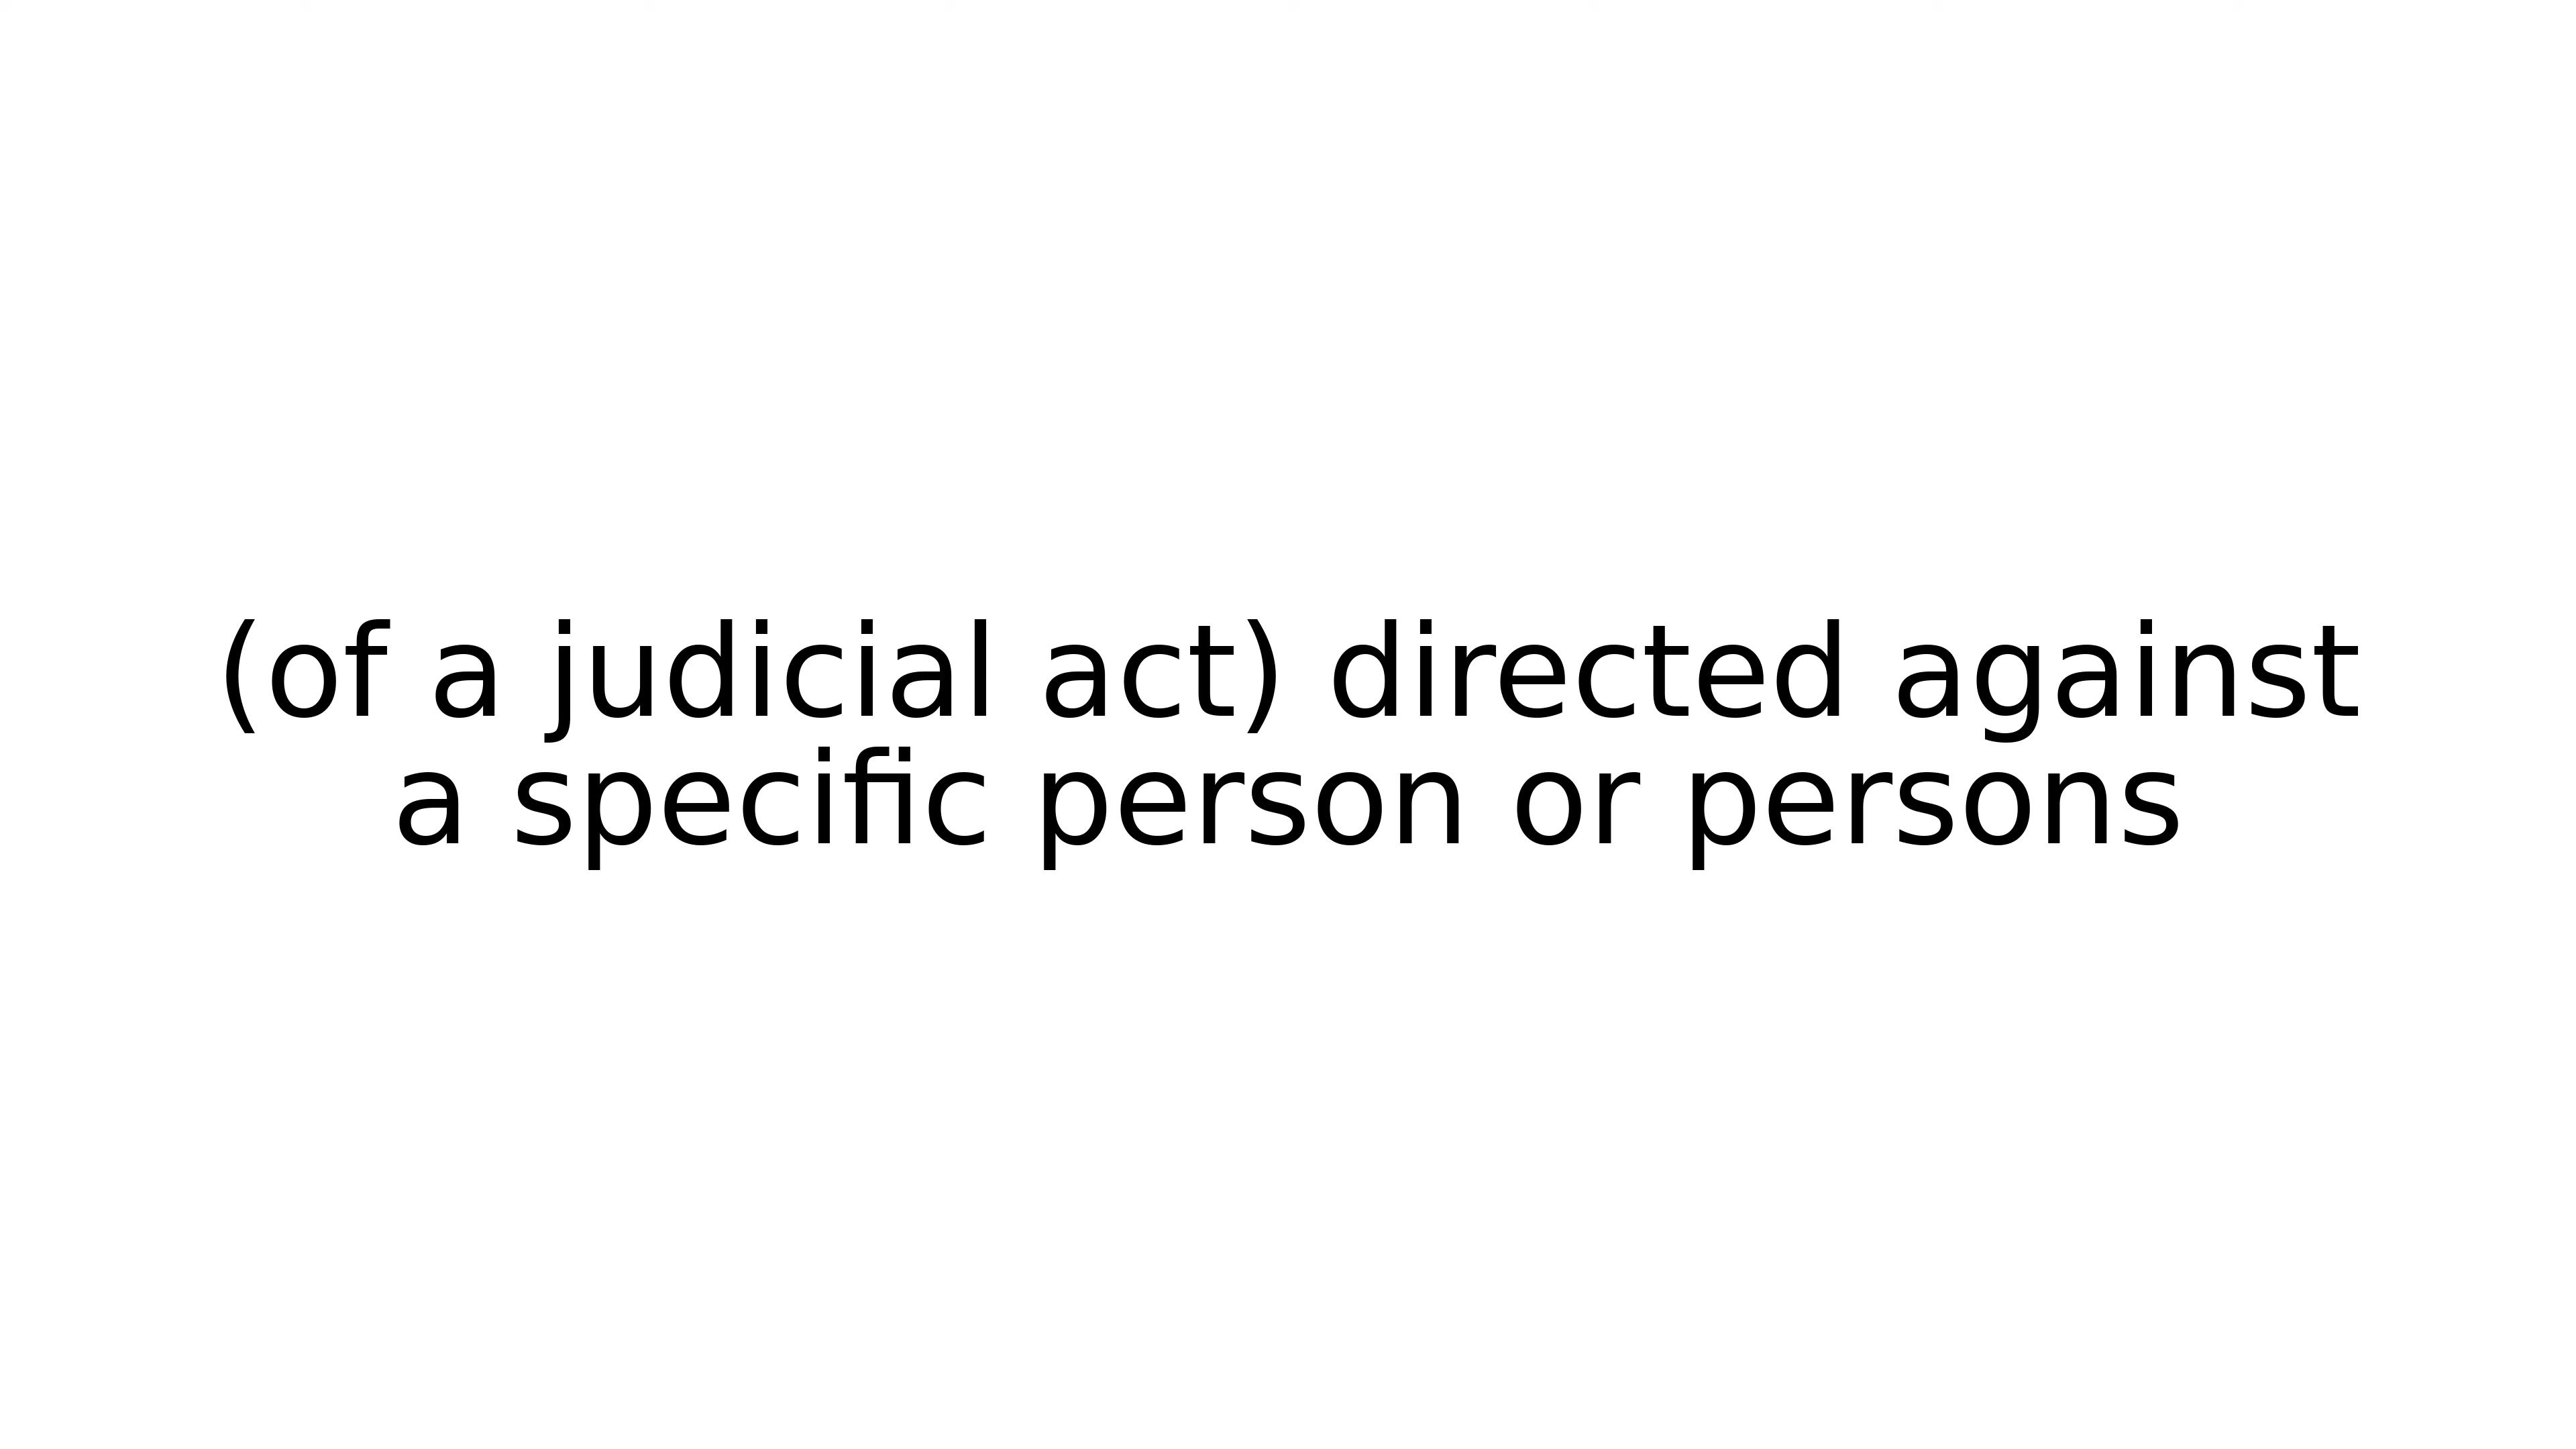 (of a judicial act) directed against
a specific person or persons